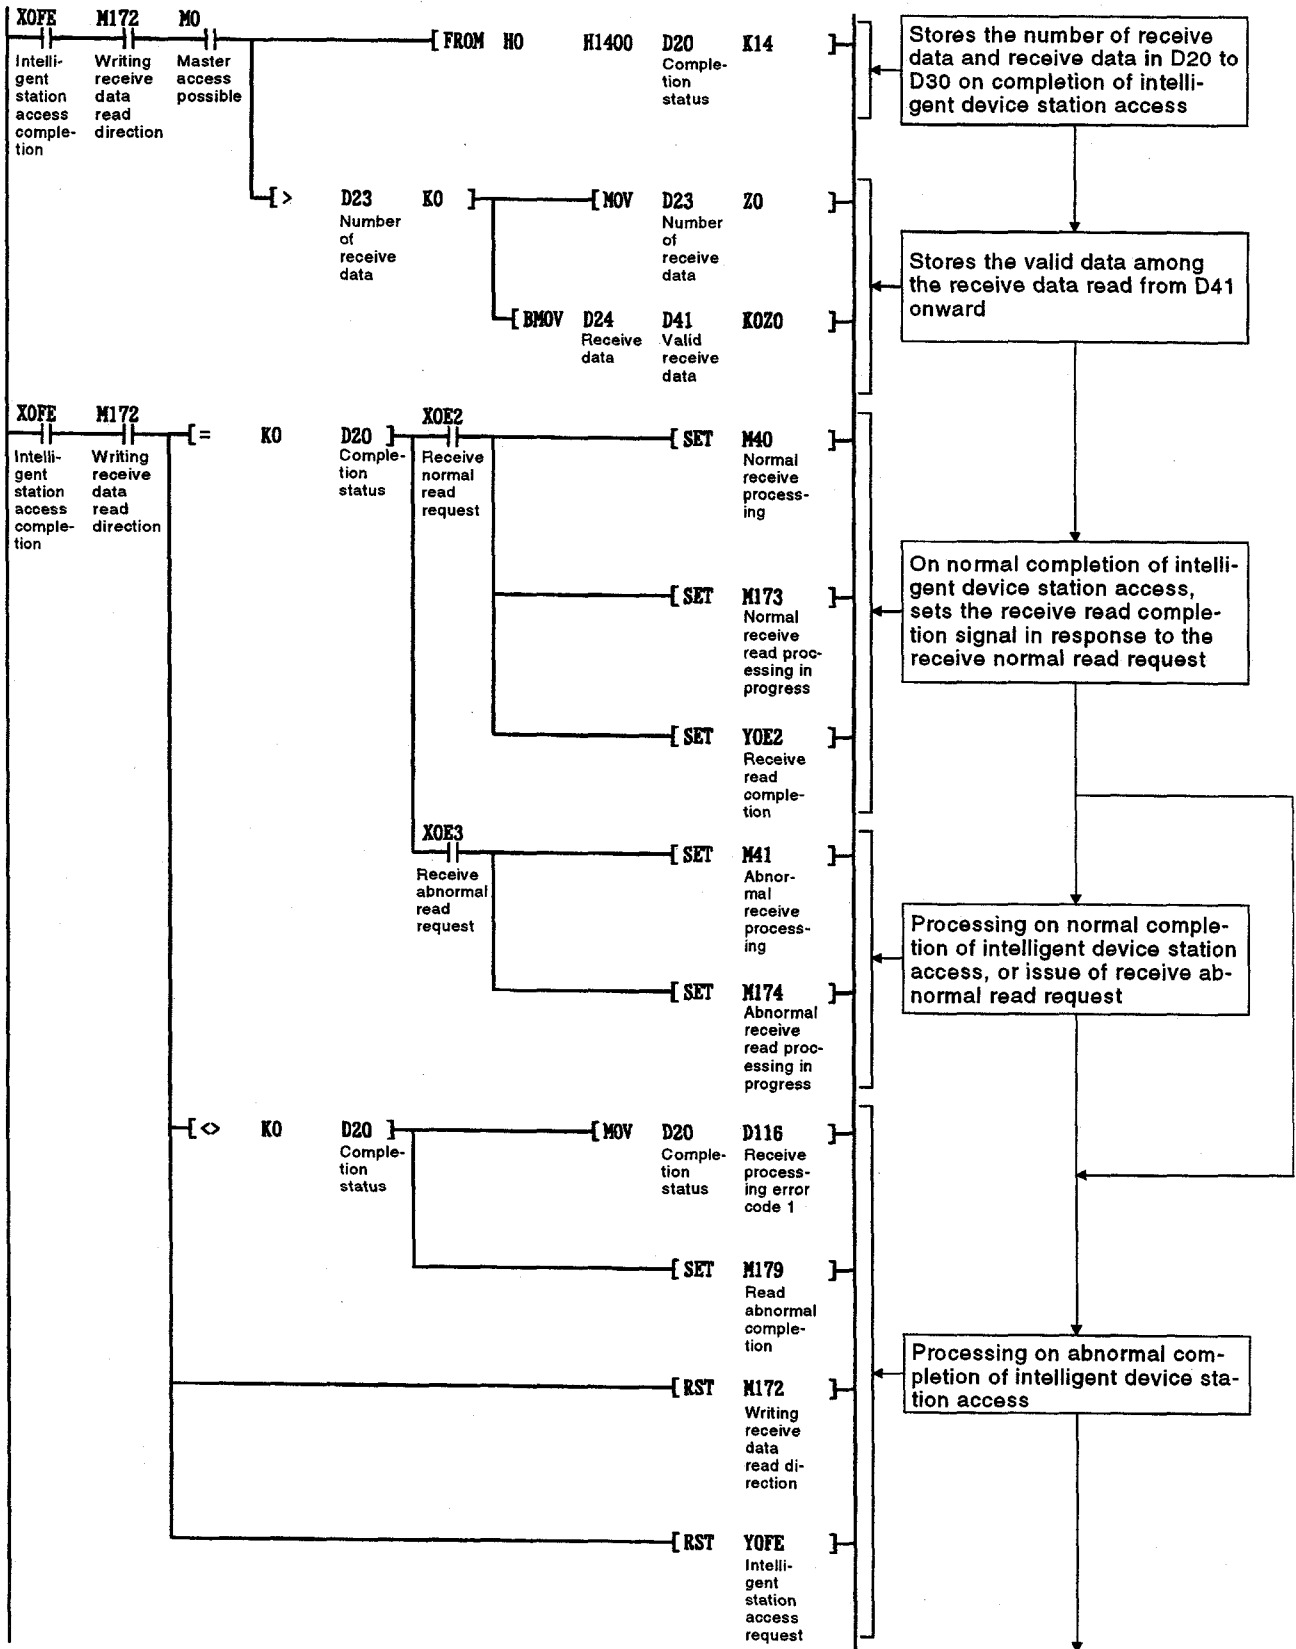 X0FE M172 M0
[ FROM H0 H1400 D20 K14 ]
Intelli-
gent
station
access
comple-
tion
Writing
receive
data
read
direction
Master
access
possible
Comple-
tion
status
Stores the number of receive
data and receive data in D20 to
D30 on completion of intelli-
gent device station access
[ > D23 K0 ] [ MOV D23 Z0 ]
Number
of
receive
data
Number
of
receive
data
Stores the valid data among
the receive data read from D41
onward
[ BMOV D24 D41 K0Z0 ]
Receive
data
Valid
receive
data
X0FE M172
[ = K0 D20 ]
X0E2
[ SET M40 ]
Intelli-
gent
station
access
comple-
tion
Writing
receive
data
read
direction
Comple-
tion
status
Receive
normal
read
request
Normal
receive
process-
ing
On normal completion of intelli-
gent device station access,
sets the receive read comple-
tion signal in response to the
receive normal read request
[ SET M173 ]
Normal
receive
read proc-
essing in
progress
[ SET Y0E2 ]
Receive
read
comple-
tion
X0E3
[ SET M41 ]
Receive
abnormal
read
request
Abnor-
mal
receive
process-
ing
Processing on normal comple-
tion of intelligent device station
access, or issue of receive ab-
normal read request
[ SET M174 ]
Abnormal
receive
read proc-
essing in
progress
[ <> K0 D20 ] [ MOV D20 D116 ]
Comple-
tion
status
Comple-
tion
status
Receive
process-
ing error
code 1
[ SET M179 ]
Read
abnormal
comple-
tion
Processing on abnormal com-
pletion of intelligent device sta-
tion access
[ RST M172 ]
Writing
receive
data
read di-
rection
[ RST Y0FE ]
Intelli-
gent
station
access
request